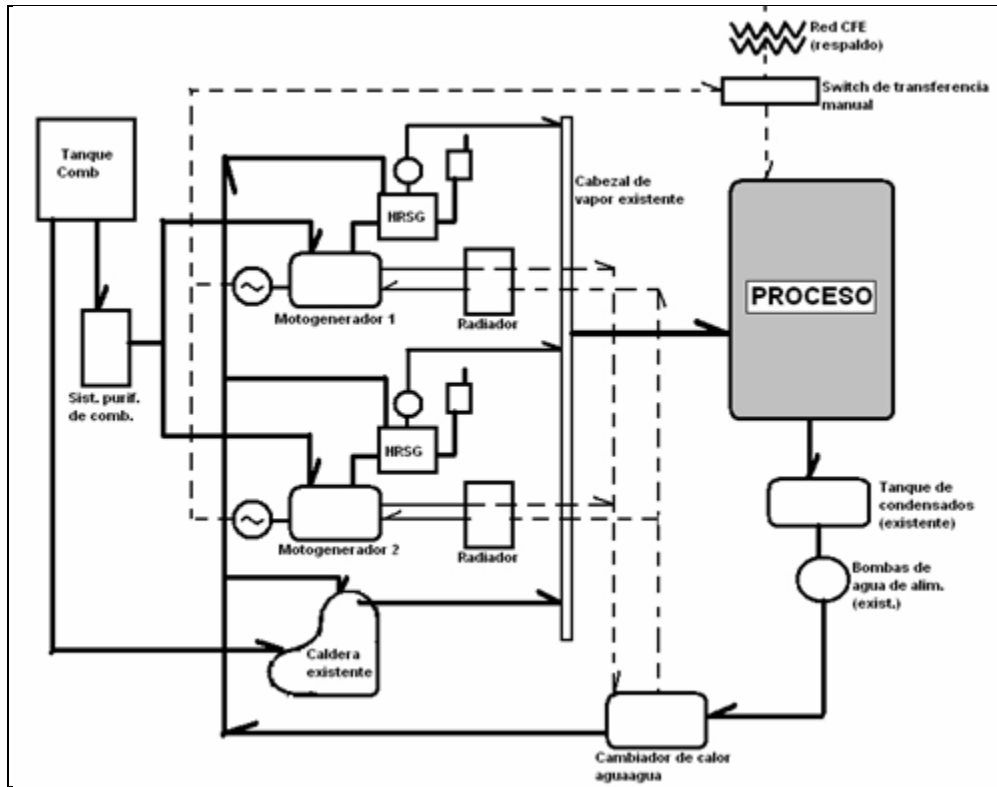 Red CFE
(respaldo)
Switch de transferencia
manual
Tanque
Comb
Cabezal de
vapor existente
HRSG
PROCESO
Motogenerador 1
Radiador
Sist. purif.
de comb.
HRSG
Tanque de
condensados
(existente)
Motogenerador 2
Radiador
Bombas de
agua de alim.
(exist.)
Caldera
existente
Cambiador de calor
aguaagua